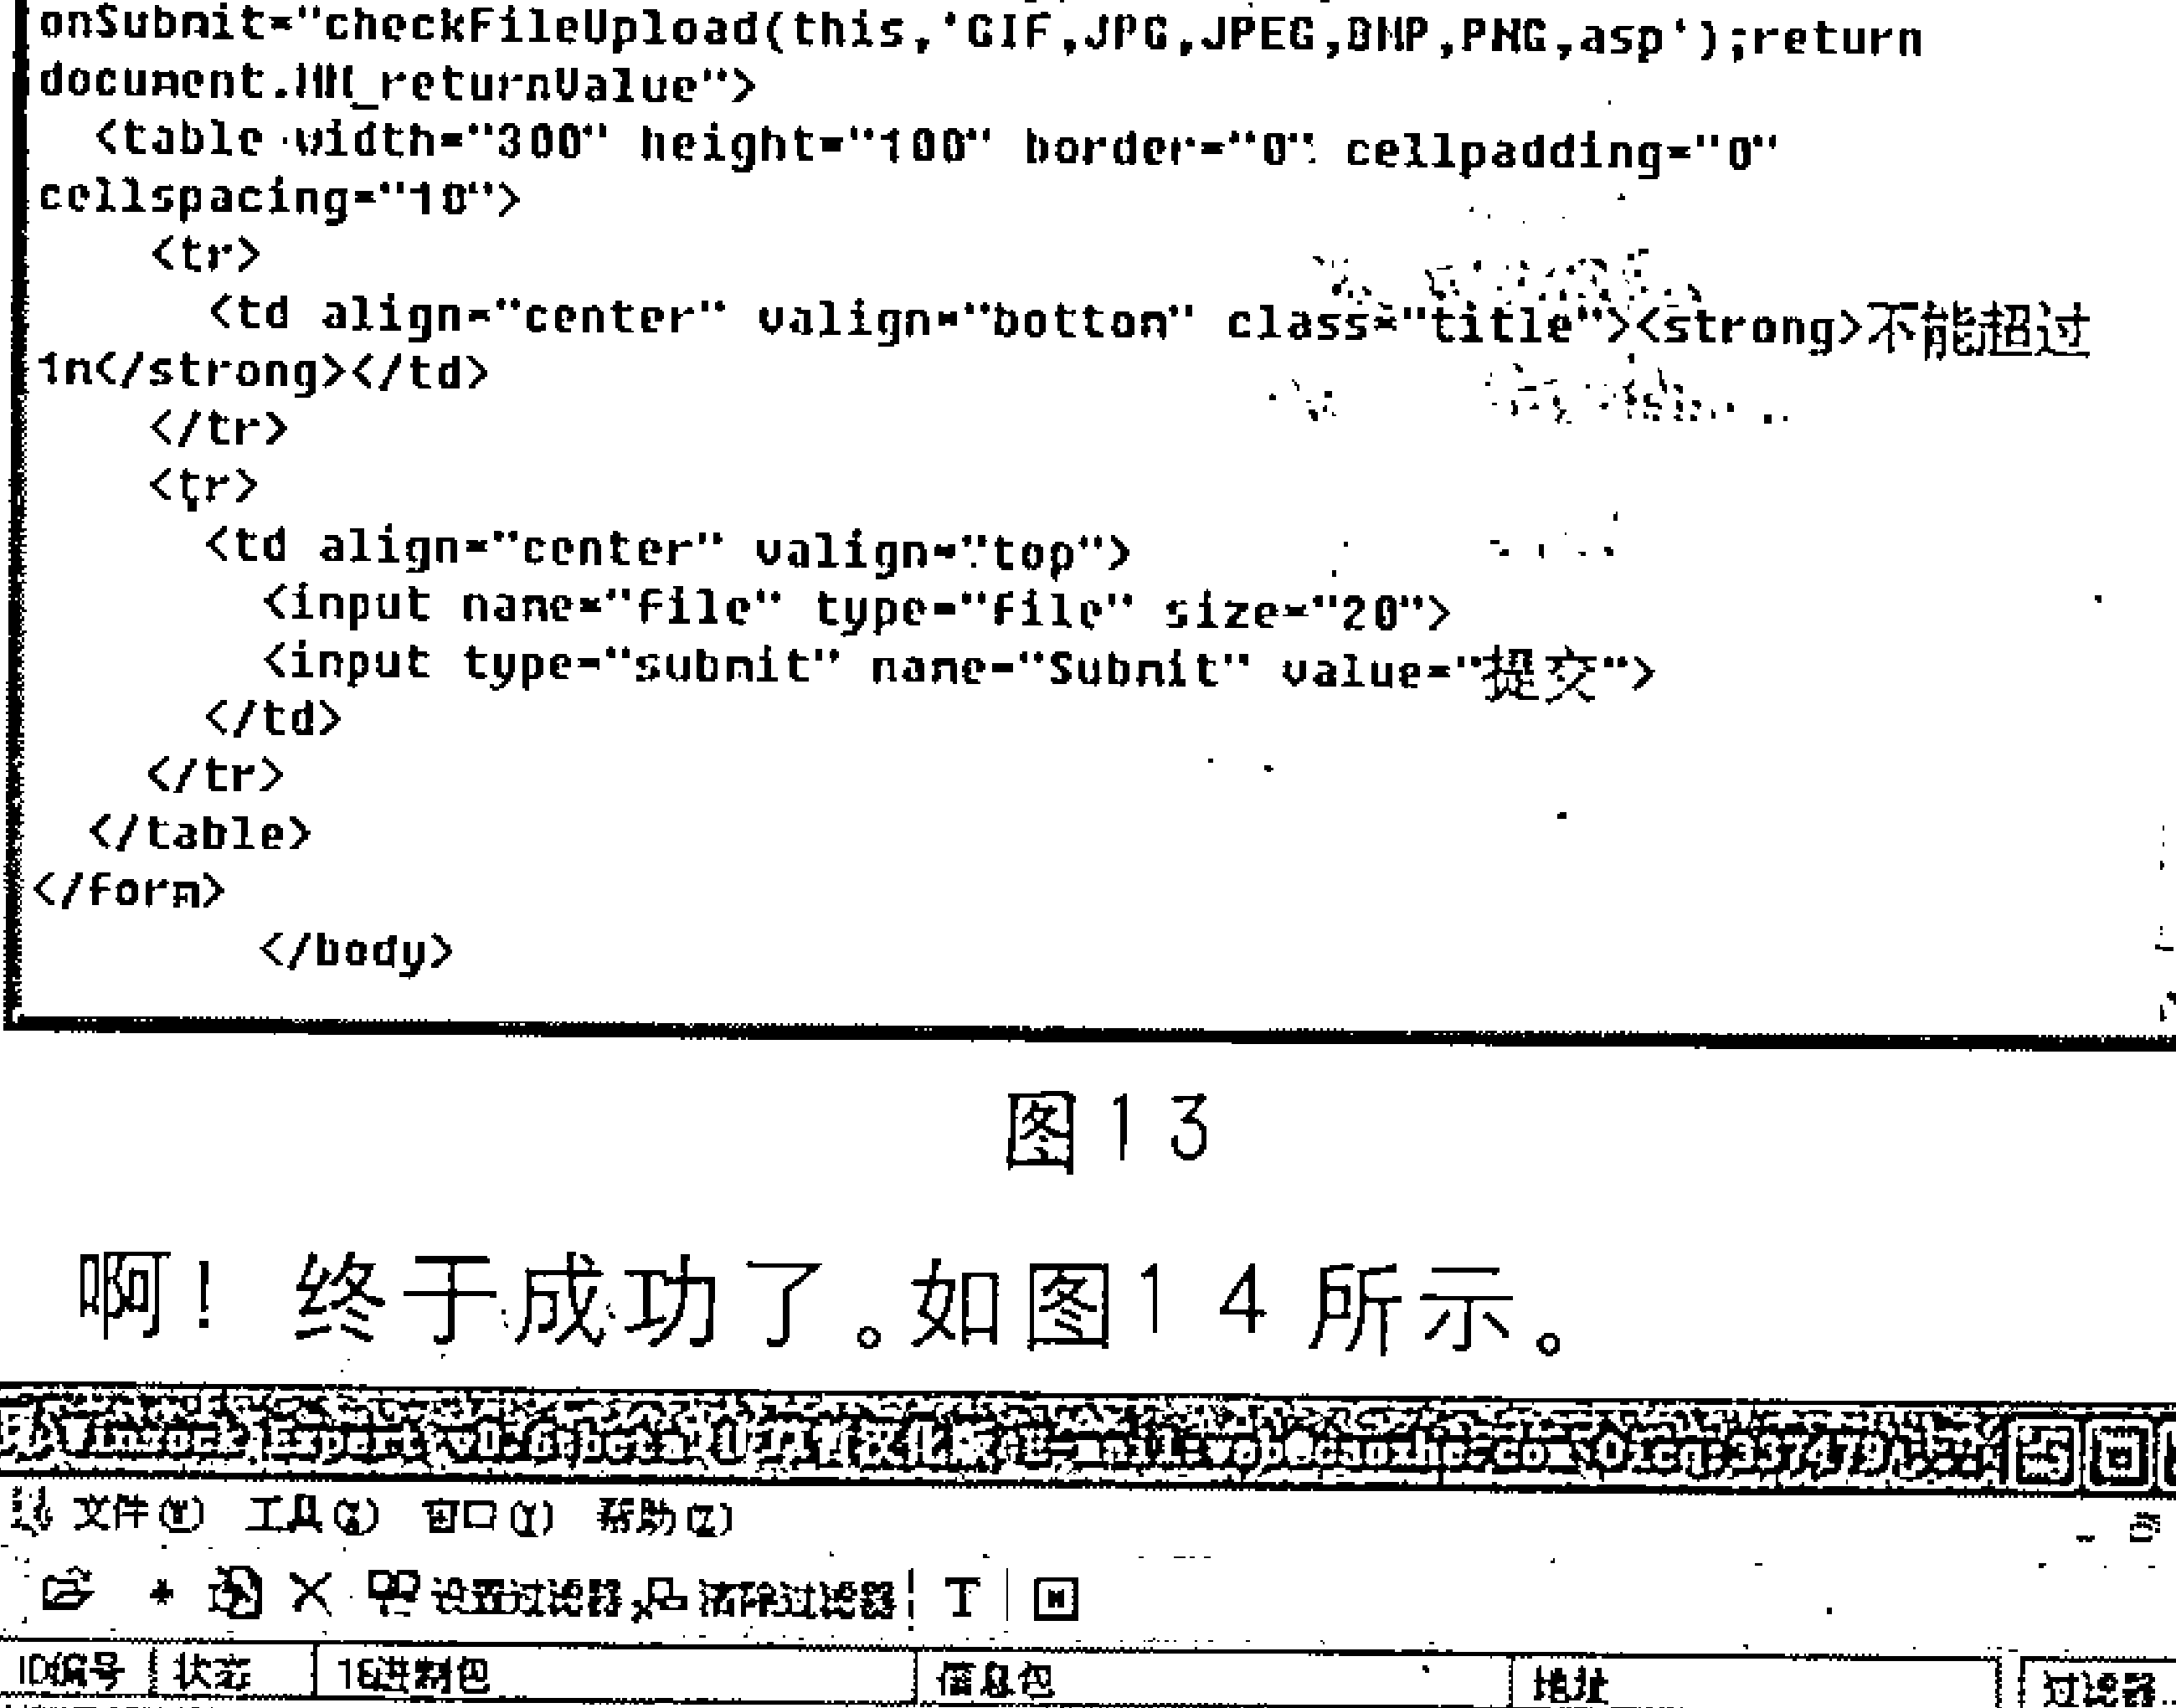 onSubmit="checkFileUpload(this,'GIF,JPG,JPEG,BMP,PNG,asp');return
document.MM_returnValue">
<table width="300" height="100" border="0" cellpadding="0"
cellspacing="10">
<tr>
<td align="center" valign="bottom" class="title"><strong>不能超过
1m</strong></td>
</tr>
<tr>
<td align="center" valign="top">
<input name="file" type="file" size="20">
<input type="submit" name="Submit" value="提交">
</td>
</tr>
</table>
</form>
</body>
图13
啊！终于成功了。如图14所示。
Winsock Expert v0.6 beta1
文件 工具 窗口 帮助(Z)
设置过滤器 清除过滤器 T
ID编号 状态 16进制包 信息包 地址 过滤器